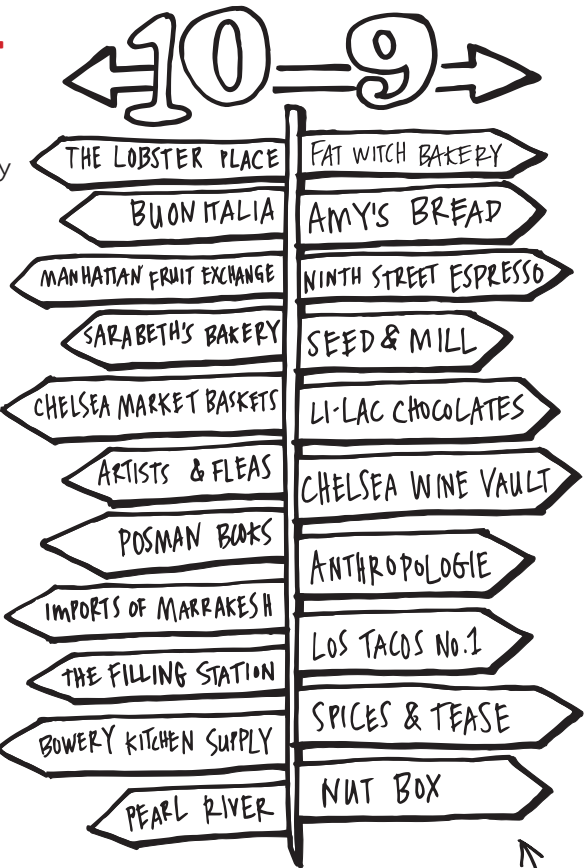 10 9
THE LOBSTER PLACE
BUON ITALIA
MANHATTAN FRUIT EXCHANGE
SARABETH'S BAKERY
CHELSEA MARKET BASKETS
ARTISTS & FLEAS
POSMAN BOOKS
IMPORTS OF MARRAKESH
THE FILLING STATION
BOWERY KITCHEN SUPPLY
PEARL RIVER
FAT WITCH BAKERY
AMY'S BREAD
NINTH STREET ESPRESSO
SEED & MILL
LI-LAC CHOCOLATES
CHELSEA WINE VAULT
ANTHROPOLOGIE
LOS TACOS No.1
SPICES & TEASE
NUT BOX